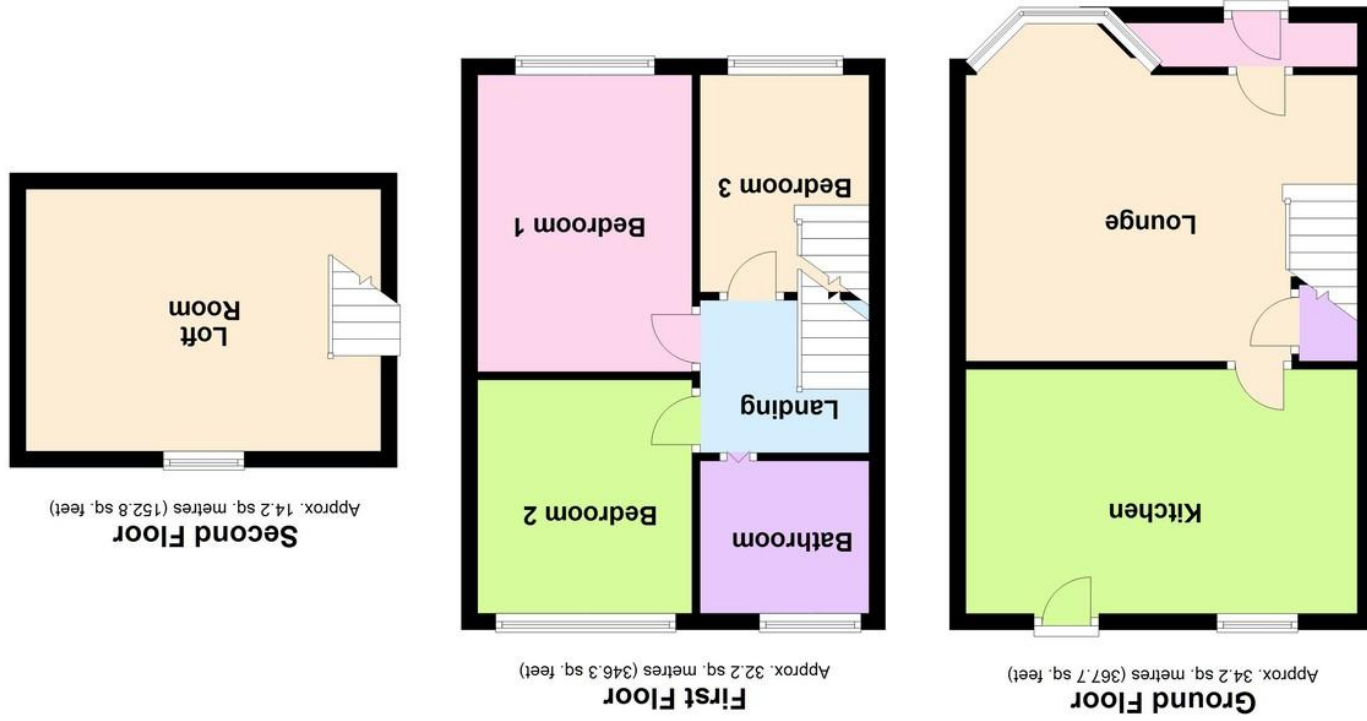 Ground Floor
Approx. 34.2 sq. metres (367.7 sq. feet)
Kitchen
Lounge
First Floor
Approx. 32.2 sq. metres (346.3 sq. feet)
Bathroom
Bedroom 2
Landing
Bedroom 1
Bedroom 3
Second Floor
Approx. 14.2 sq. metres (152.8 sq. feet)
Loft
Room